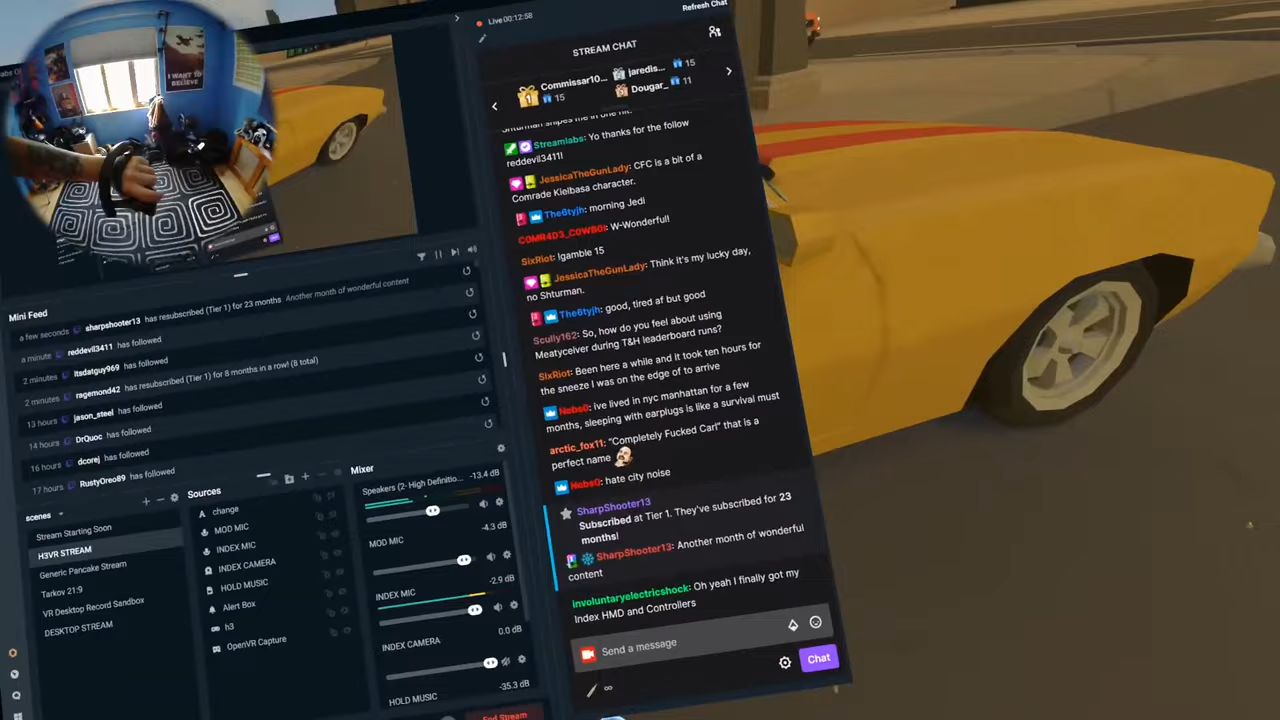 I WANT TO
BELIEVE
Live 00:12:58
Refresh Chat
STREAM CHAT
Commissar10... 15
jaredis... 15
Dougar_ 11
Shturman snipes me in one hit.
Streamlabs: Yo thanks for the follow
reddevil3411!
JessicaTheGunLady: CFC is a bit of a
Comrade Kielbasa character.
The6tyjh: morning Jedi
C0MR4D3_C0WB0I: W-Wonderful!
SixRiot: !gamble 15
JessicaTheGunLady: Think it's my lucky day,
no Shturman.
The6tyjh: good, tired af but good
Scully162: So, how do you feel about using
Meatyceiver during T&H leaderboard runs?
SixRiot: Been here a while and it took ten hours for
the sneeze I was on the edge of to arrive
Nebs0: ive lived in nyc manhattan for a few
months, sleeping with earplugs is like a survival must
arctic_fox11: "Completely Fucked Carl" that is a
perfect name
Nebs0: hate city noise
SharpShooter13
Subscribed at Tier 1. They've subscribed for 23
months!
SharpShooter13: Another month of wonderful
content
involuntaryelectricshock: Oh yeah I finally got my
Index HMD and Controllers
Send a message
Chat
Mini Feed
a few seconds sharpshooter13 has resubscribed (Tier 1) for 23 months Another month of wonderful content
a minute reddevil3411 has followed
2 minutes itsdatguy969 has followed
2 minutes ragemond42 has resubscribed (Tier 1) for 8 months in a row! (8 total)
13 hours jason_steel has followed
14 hours DrQuoc has followed
16 hours dcorej has followed
17 hours RustyOreo89 has followed
scenes
Stream Starting Soon
H3VR STREAM
Generic Pancake Stream
Tarkov 21:9
VR Desktop Record Sandbox
DESKTOP STREAM
Sources
change
MOD MIC
INDEX MIC
INDEX CAMERA
HOLD MUSIC
Alert Box
h3
OpenVR Capture
Mixer
Speakers (2- High Definitio... -13.4 dB
MOD MIC -4.3 dB
INDEX MIC -2.9 dB
INDEX CAMERA 0.0 dB
HOLD MUSIC -35.3 dB
End Stream